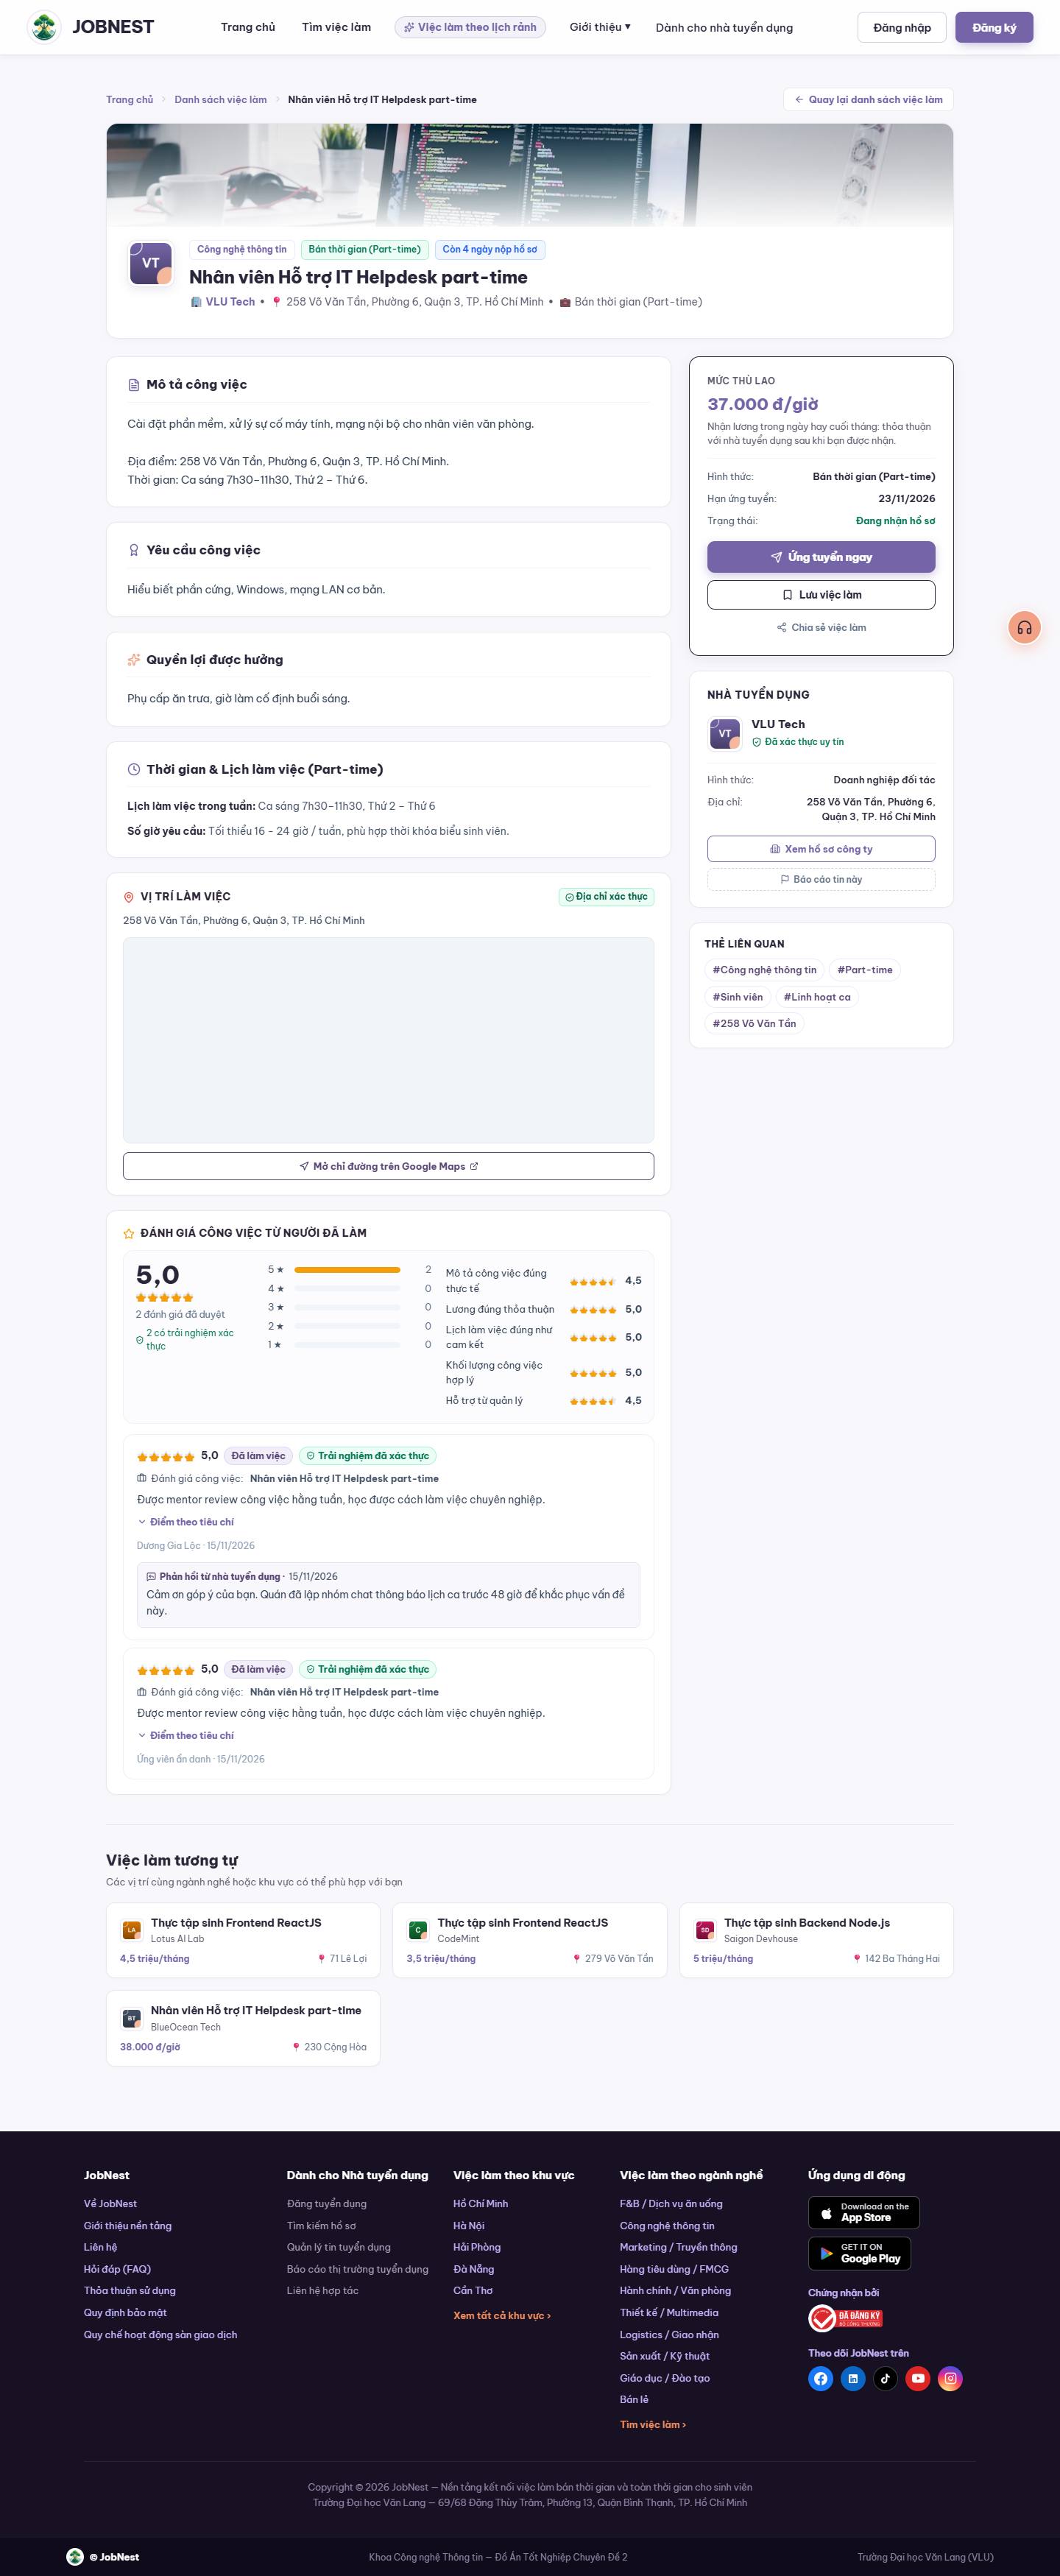 JOBNEST
Trang chủ
Tìm việc làm
Việc làm theo lịch rảnh
Giới thiệu ▼
Dành cho nhà tuyển dụng
Đăng nhập
Đăng ký
Trang chủ
Danh sách việc làm
Nhân viên Hỗ trợ IT Helpdesk part-time
Quay lại danh sách việc làm
VT
Công nghệ thông tin
Bán thời gian (Part-time)
Còn 4 ngày nộp hồ sơ
Nhân viên Hỗ trợ IT Helpdesk part-time
VLU Tech • 258 Võ Văn Tần, Phường 6, Quận 3, TP. Hồ Chí Minh • Bán thời gian (Part-time)
Mô tả công việc
Cài đặt phần mềm, xử lý sự cố máy tính, mạng nội bộ cho nhân viên văn phòng.
Địa điểm: 258 Võ Văn Tần, Phường 6, Quận 3, TP. Hồ Chí Minh.
Thời gian: Ca sáng 7h30–11h30, Thứ 2 – Thứ 6.
Yêu cầu công việc
Hiểu biết phần cứng, Windows, mạng LAN cơ bản.
Quyền lợi được hưởng
Phụ cấp ăn trưa, giờ làm cố định buổi sáng.
Thời gian & Lịch làm việc (Part-time)
Lịch làm việc trong tuần: Ca sáng 7h30–11h30, Thứ 2 – Thứ 6
Số giờ yêu cầu: Tối thiểu 16 - 24 giờ / tuần, phù hợp thời khóa biểu sinh viên.
VỊ TRÍ LÀM VIỆC
Địa chỉ xác thực
258 Võ Văn Tần, Phường 6, Quận 3, TP. Hồ Chí Minh
Mở chỉ đường trên Google Maps
ĐÁNH GIÁ CÔNG VIỆC TỪ NGƯỜI ĐÃ LÀM
5,0
2 đánh giá đã duyệt
2 có trải nghiệm xác
thực
5 ★ 2
4 ★ 0
3 ★ 0
2 ★ 0
1 ★ 0
Mô tả công việc đúng
thực tế 4,5
Lương đúng thỏa thuận 5,0
Lịch làm việc đúng như
cam kết 5,0
Khối lượng công việc
hợp lý 5,0
Hỗ trợ từ quản lý 4,5
5,0 Đã làm việc Trải nghiệm đã xác thực
Đánh giá công việc: Nhân viên Hỗ trợ IT Helpdesk part-time
Được mentor review công việc hằng tuần, học được cách làm việc chuyên nghiệp.
Điểm theo tiêu chí
Dương Gia Lộc · 15/11/2026
Phản hồi từ nhà tuyển dụng · 15/11/2026
Cảm ơn góp ý của bạn. Quán đã lập nhóm chat thông báo lịch ca trước 48 giờ để khắc phục vấn đề
này.
5,0 Đã làm việc Trải nghiệm đã xác thực
Đánh giá công việc: Nhân viên Hỗ trợ IT Helpdesk part-time
Được mentor review công việc hằng tuần, học được cách làm việc chuyên nghiệp.
Điểm theo tiêu chí
Ứng viên ẩn danh · 15/11/2026
MỨC THÙ LAO
37.000 đ/giờ
Nhận lương trong ngày hay cuối tháng: thỏa thuận
với nhà tuyển dụng sau khi bạn được nhận.
Hình thức: Bán thời gian (Part-time)
Hạn ứng tuyển: 23/11/2026
Trạng thái: Đang nhận hồ sơ
Ứng tuyển ngay
Lưu việc làm
Chia sẻ việc làm
NHÀ TUYỂN DỤNG
VT
VLU Tech
Đã xác thực uy tín
Hình thức: Doanh nghiệp đối tác
Địa chỉ: 258 Võ Văn Tần, Phường 6,
Quận 3, TP. Hồ Chí Minh
Xem hồ sơ công ty
Báo cáo tin này
THẺ LIÊN QUAN
#Công nghệ thông tin #Part-time
#Sinh viên #Linh hoạt ca
#258 Võ Văn Tần
Việc làm tương tự
Các vị trí cùng ngành nghề hoặc khu vực có thể phù hợp với bạn
LA
Thực tập sinh Frontend ReactJS
Lotus AI Lab
4,5 triệu/tháng 71 Lê Lợi
C
Thực tập sinh Frontend ReactJS
CodeMint
3,5 triệu/tháng 279 Võ Văn Tần
SD
Thực tập sinh Backend Node.js
Saigon Devhouse
5 triệu/tháng 142 Ba Tháng Hai
BT
Nhân viên Hỗ trợ IT Helpdesk part-time
BlueOcean Tech
38.000 đ/giờ 230 Cộng Hòa
JobNest
Về JobNest
Giới thiệu nền tảng
Liên hệ
Hỏi đáp (FAQ)
Thỏa thuận sử dụng
Quy định bảo mật
Quy chế hoạt động sàn giao dịch
Dành cho Nhà tuyển dụng
Đăng tuyển dụng
Tìm kiếm hồ sơ
Quản lý tin tuyển dụng
Báo cáo thị trường tuyển dụng
Liên hệ hợp tác
Việc làm theo khu vực
Hồ Chí Minh
Hà Nội
Hải Phòng
Đà Nẵng
Cần Thơ
Xem tất cả khu vực ›
Việc làm theo ngành nghề
F&B / Dịch vụ ăn uống
Công nghệ thông tin
Marketing / Truyền thông
Hàng tiêu dùng / FMCG
Hành chính / Văn phòng
Thiết kế / Multimedia
Logistics / Giao nhận
Sản xuất / Kỹ thuật
Giáo dục / Đào tạo
Bán lẻ
Tìm việc làm ›
Ứng dụng di động
Download on the
App Store
GET IT ON
Google Play
Chứng nhận bởi
ĐÃ ĐĂNG KÝ
BỘ CÔNG THƯƠNG
Theo dõi JobNest trên
Copyright © 2026 JobNest — Nền tảng kết nối việc làm bán thời gian và toàn thời gian cho sinh viên
Trường Đại học Văn Lang — 69/68 Đặng Thùy Trâm, Phường 13, Quận Bình Thạnh, TP. Hồ Chí Minh
© JobNest
Khoa Công nghệ Thông tin — Đồ Án Tốt Nghiệp Chuyên Đề 2
Trường Đại học Văn Lang (VLU)